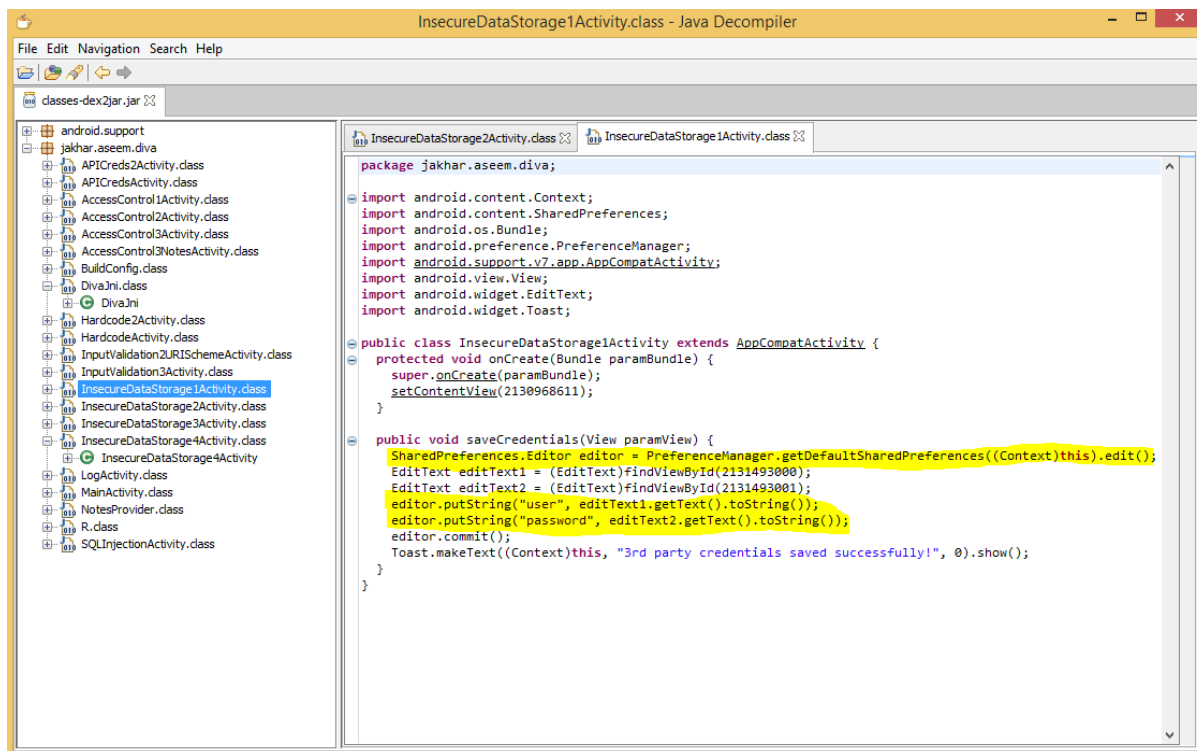 InsecureDataStorage1Activity.class - Java Decompiler
File Edit Navigation Search Help
classes-dex2jar.jar
android.support
jakhar.aseem.diva
APICreds2Activity.class
APICredsActivity.class
AccessControl1Activity.class
AccessControl2Activity.class
AccessControl3Activity.class
AccessControl3NotesActivity.class
BuildConfig.class
DivaJni.class
DivaJni
Hardcode2Activity.class
HardcodeActivity.class
InputValidation2URISchemeActivity.class
InputValidation3Activity.class
InsecureDataStorage1Activity.class
InsecureDataStorage2Activity.class
InsecureDataStorage3Activity.class
InsecureDataStorage4Activity.class
InsecureDataStorage4Activity
LogActivity.class
MainActivity.class
NotesProvider.class
R.class
SQLInjectionActivity.class
InsecureDataStorage2Activity.class InsecureDataStorage1Activity.class
package jakhar.aseem.diva;
import android.content.Context;
import android.content.SharedPreferences;
import android.os.Bundle;
import android.preference.PreferenceManager;
import android.support.v7.app.AppCompatActivity;
import android.view.View;
import android.widget.EditText;
import android.widget.Toast;
public class InsecureDataStorage1Activity extends AppCompatActivity {
protected void onCreate(Bundle paramBundle) {
super.onCreate(paramBundle);
setContentView(2130968611);
}
public void saveCredentials(View paramView) {
SharedPreferences.Editor editor = PreferenceManager.getDefaultSharedPreferences((Context)this).edit();
EditText editText1 = (EditText)findViewById(2131493000);
EditText editText2 = (EditText)findViewById(2131493001);
editor.putString("user", editText1.getText().toString());
editor.putString("password", editText2.getText().toString());
editor.commit();
Toast.makeText((Context)this, "3rd party credentials saved successfully!", 0).show();
}
}